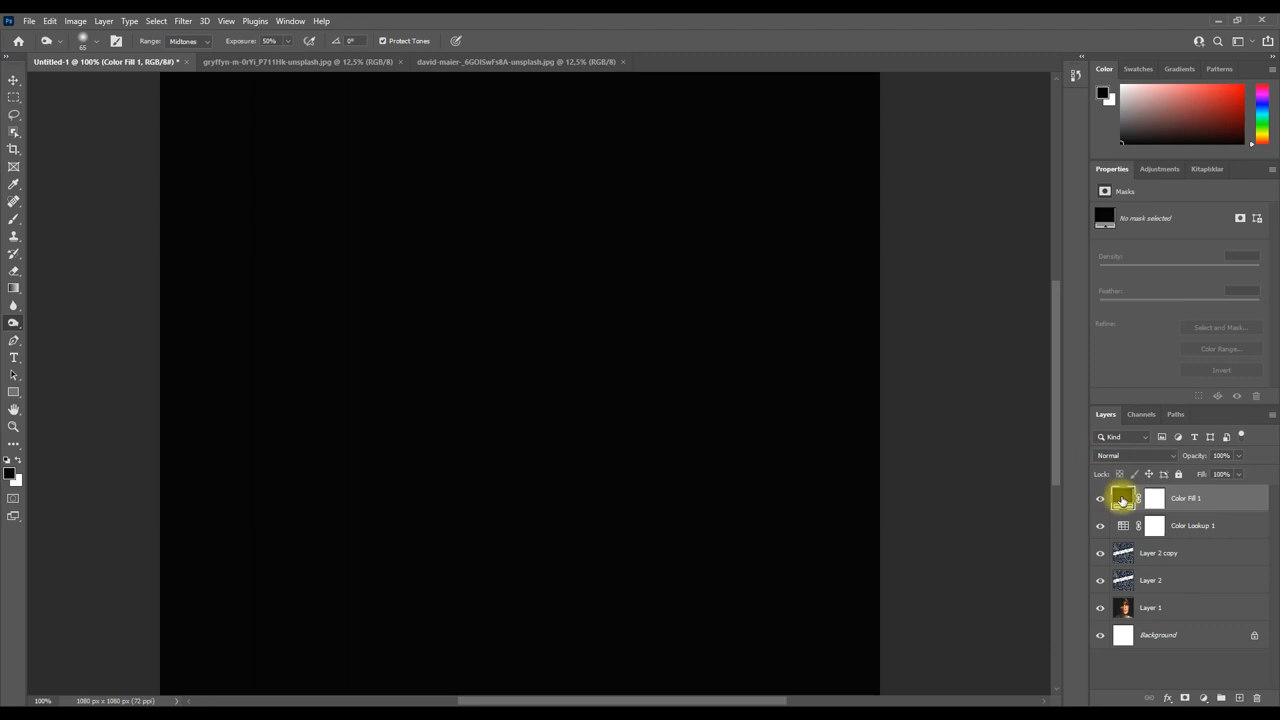 Ps File Edit Image Layer Type Select Filter 3D View Plugins Window Help
65 Range: Midtones Exposure: 50% 0° Protect Tones
Untitled-1 @ 100% (Color Fill 1, RGB/8#) * × gryffyn-m-0rYi_P711Hk-unsplash.jpg @ 12,5% (RGB/8) × david-maier-_6GOISwFs8A-unsplash.jpg @ 12,5% (RGB/8) ×
Color Swatches Gradients Patterns
Properties Adjustments Kitaplıklar
Masks
No mask selected
Density:
Feather:
Refine: Select and Mask...
Color Range...
Invert
Layers Channels Paths
Kind
Normal Opacity: 100%
Lock: Fill: 100%
Color Fill 1
Color Lookup 1
Layer 2 copy
Layer 2
Layer 1
Background
100% 1080 px x 1080 px (72 ppi)
fx